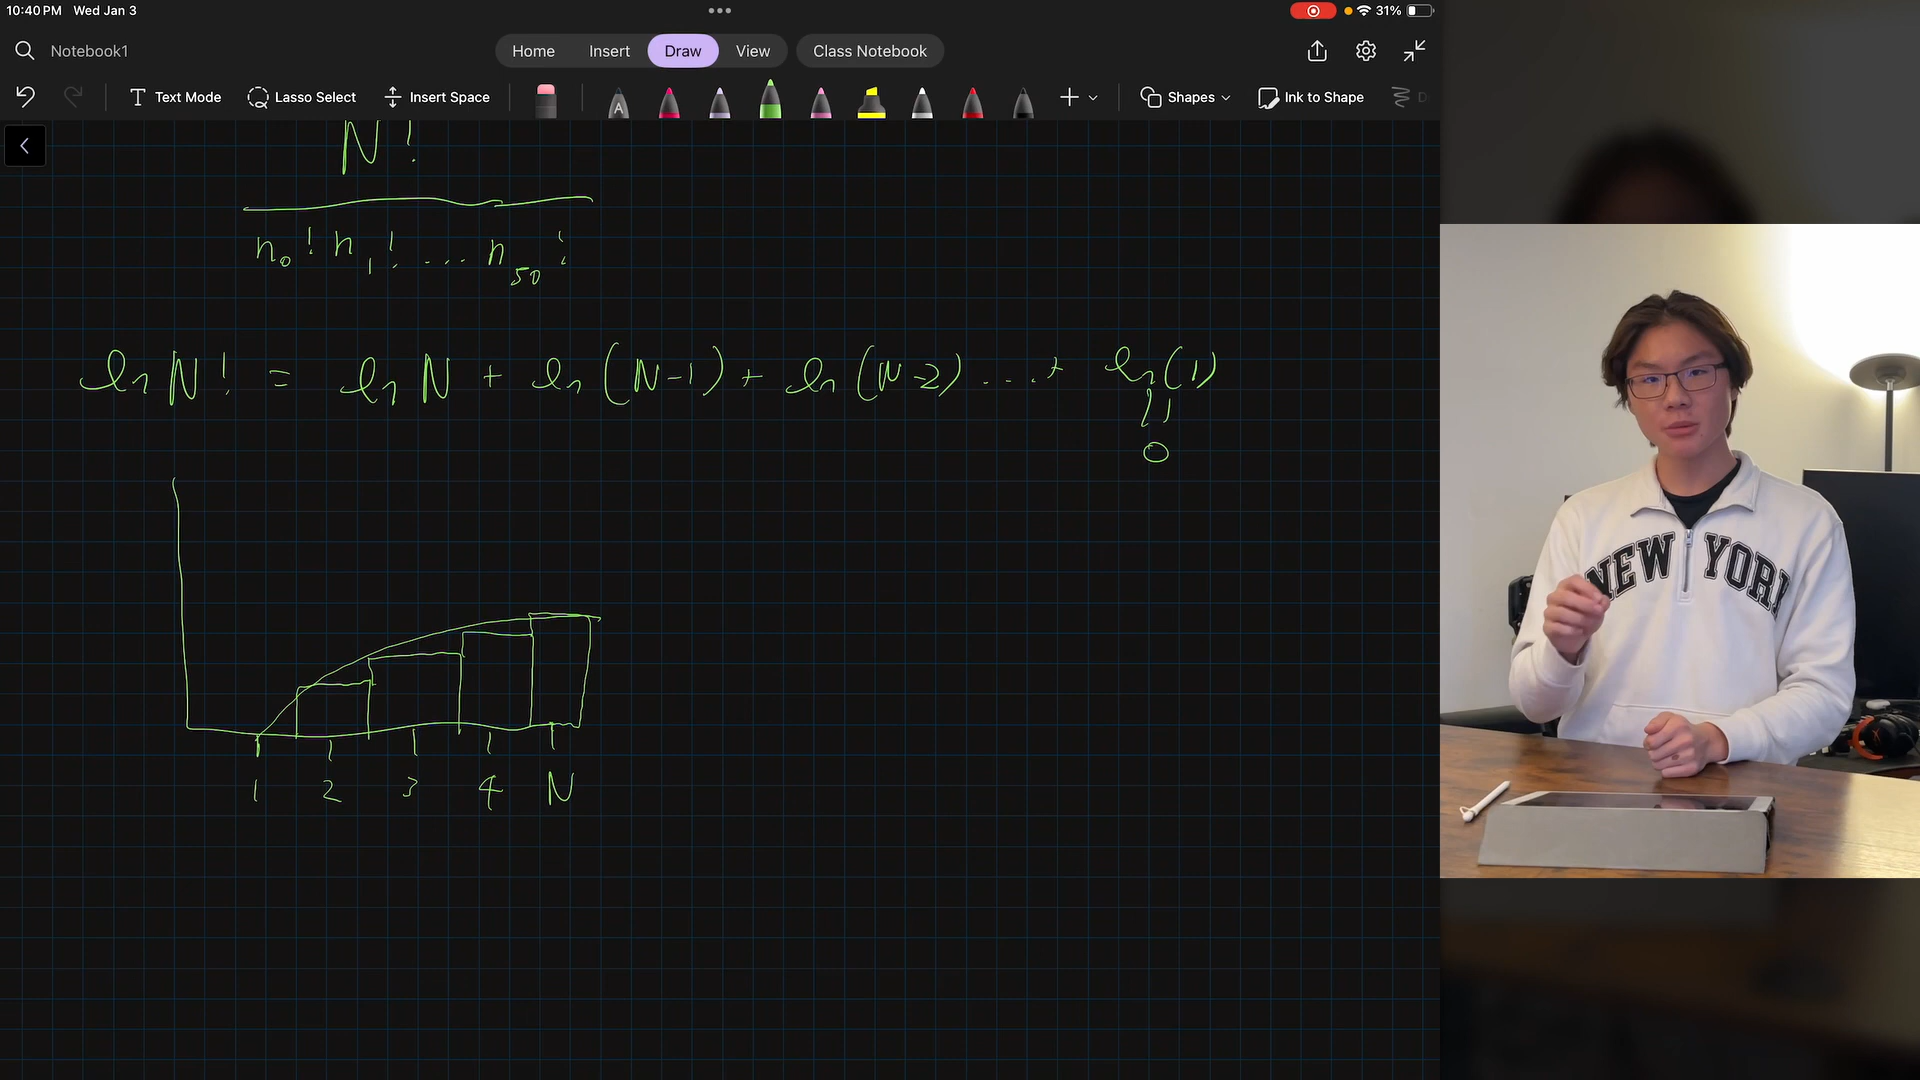 10:40 PM Wed Jan 3
31%
Notebook1
Home Insert Draw View Class Notebook
Text Mode Lasso Select Insert Space A Shapes Ink to Shape D
N!
n₀! n₁! .... n₅₀!
ln N! = ln N + ln (N-1) + ln (N-2) ....+ ln (1)
0
1 2 3 4 N
NEW YORK